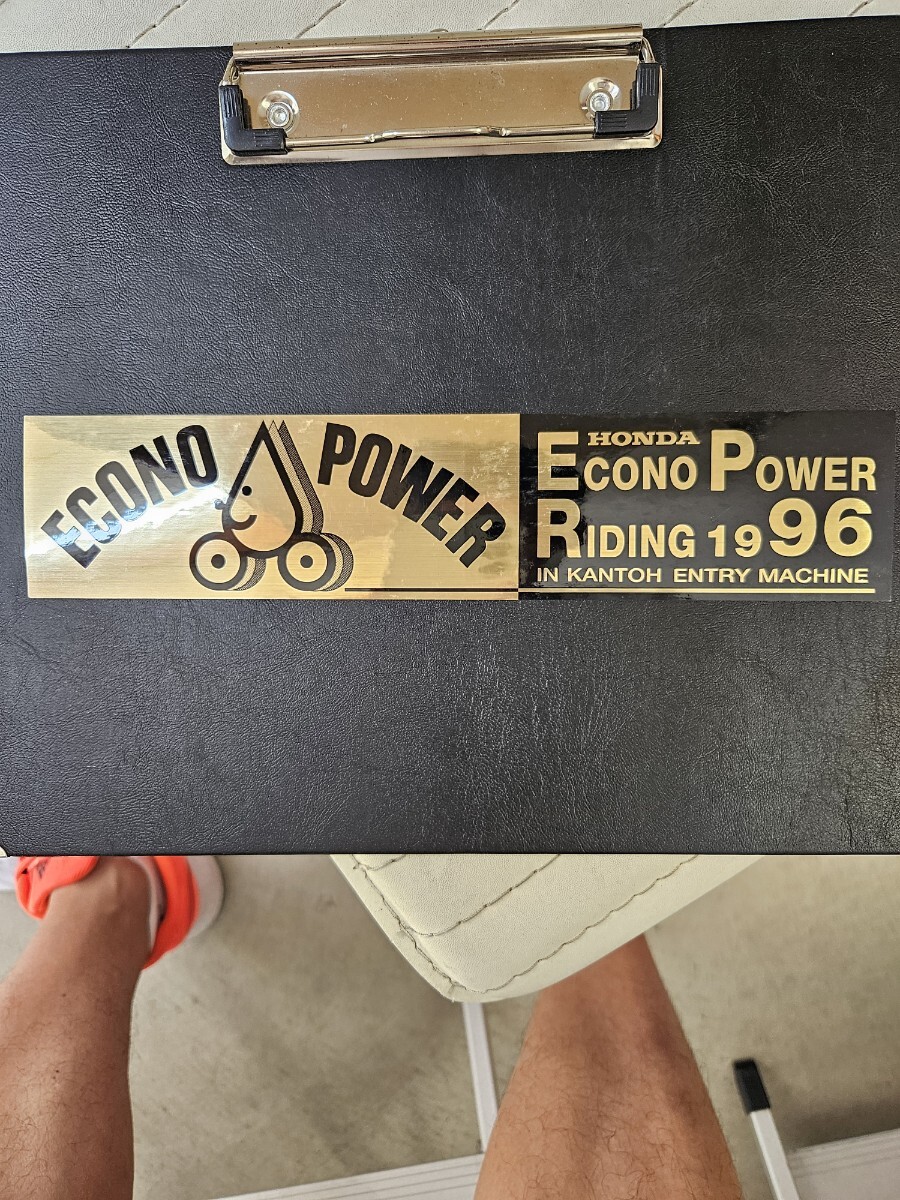 ECONO POWER
HONDA
ECONO POWER
RIDING 1996
IN KANTOH ENTRY MACHINE